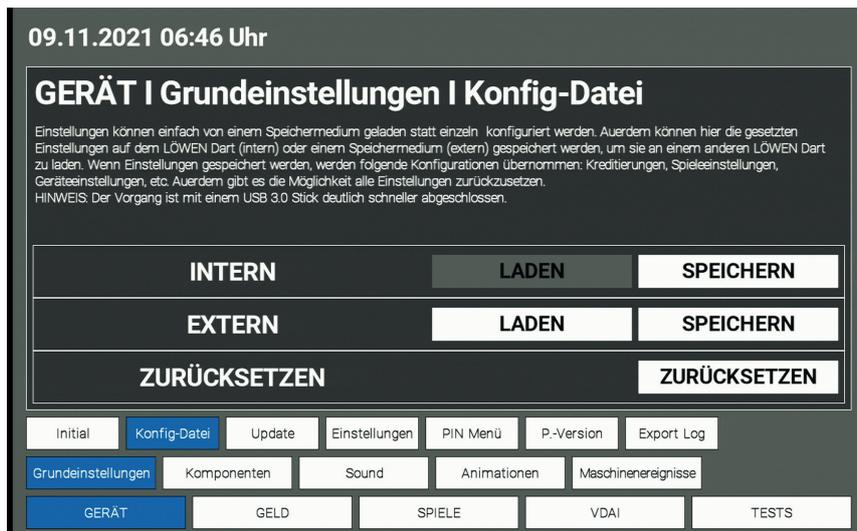 09.11.2021 06:46 Uhr
GERÄT I Grundeinstellungen I Konfig-Datei
Einstellungen können einfach von einem Speichermedium geladen statt einzeln konfiguriert werden. Auerdem können hier die gesetzten
Einstellungen auf dem LÖWEN Dart (intern) oder einem Speichermedium (extern) gespeichert werden, um sie an einem anderen LÖWEN Dart
zu laden. Wenn Einstellungen gespeichert werden, werden folgende Konfigurationen übernommen: Kreditierungen, Spieleeinstellungen,
Geräteeinstellungen, etc. Auerdem gibt es die Möglichkeit alle Einstellungen zurückzusetzen.
HINWEIS: Der Vorgang ist mit einem USB 3.0 Stick deutlich schneller abgeschlossen.
INTERN LADEN SPEICHERN
EXTERN LADEN SPEICHERN
ZURÜCKSETZEN ZURÜCKSETZEN
Initial Konfig-Datei Update Einstellungen PIN Menü P.-Version Export Log
Grundeinstellungen Komponenten Sound Animationen Maschinenereignisse
GERÄT GELD SPIELE VDAI TESTS